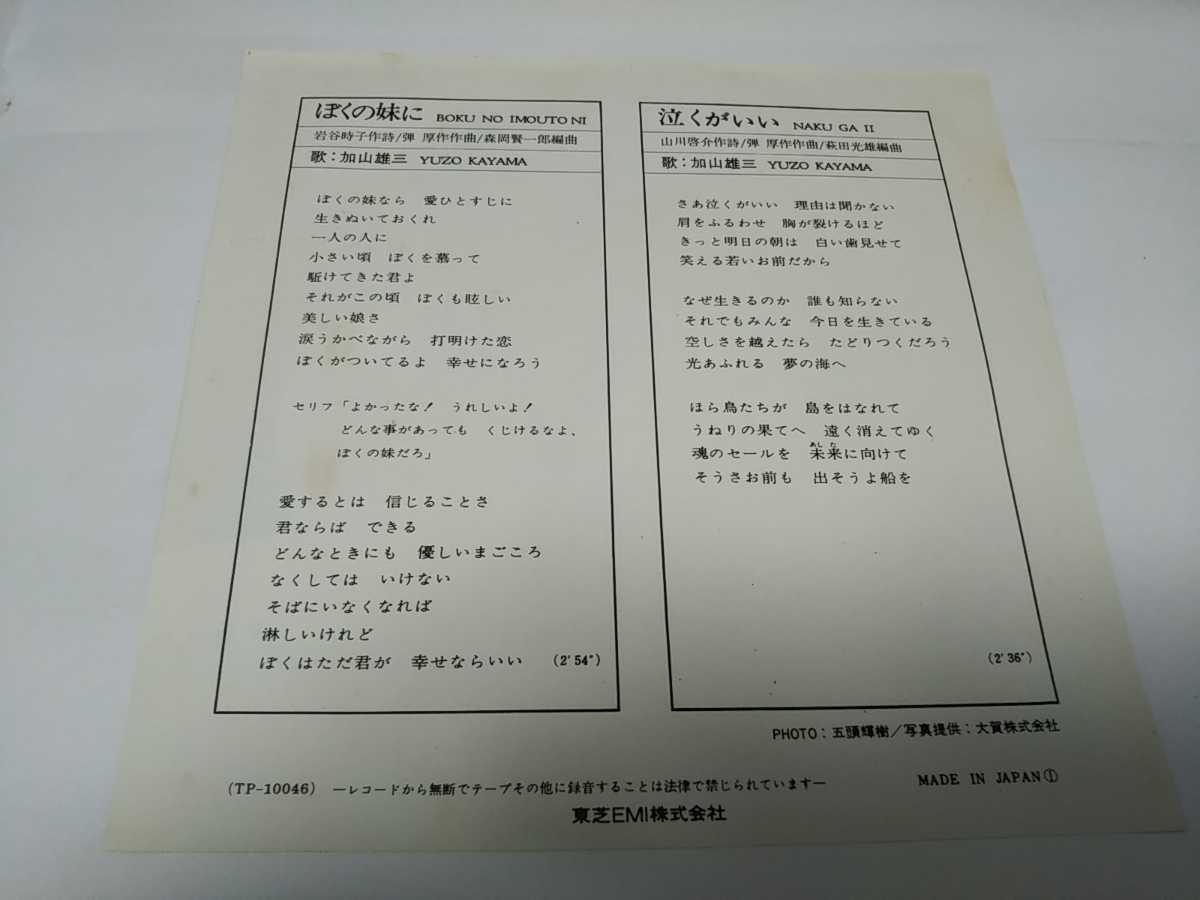 ぼくの妹に BOKU NO IMOUTO NI
岩谷時子作詩/弾 厚作作曲/森岡賢一郎編曲
歌:加山雄三 YUZO KAYAMA
ぼくの妹なら 愛ひとすじに
生きぬいておくれ
一人の人に
小さい頃 ぼくを慕って
駈けてきた君よ
それがこの頃 ぼくも眩しい
美しい娘さ
涙うかべながら 打明けた恋
ぼくがついてるよ 幸せになろう
セリフ「よかったな! うれしいよ!
どんな事があっても くじけるなよ、
ぼくの妹だろ」
愛するとは 信じることさ
君ならば できる
どんなときにも 優しいまごころ
なくしては いけない
そばにいなくなれば
淋しいけれど
ぼくはただ君が 幸せならいい (2'54")
泣くがいい NAKU GA II
山川啓介作詩/弾 厚作作曲/萩田光雄編曲
歌:加山雄三 YUZO KAYAMA
さあ泣くがいい 理由は聞かない
肩をふるわせ 胸が裂けるほど
きっと明日の朝は 白い歯見せて
笑える若いお前だから
なぜ生きるのか 誰も知らない
それでもみんな 今日を生きている
空しさを越えたら たどりつくだろう
光あふれる 夢の海へ
ほら鳥たちが 島をはなれて
うねりの果てへ 遠く消えてゆく
あした
魂のセールを 未来に向けて
そうさお前も 出そうよ船を
(2'36")
PHOTO:五頭輝樹/写真提供:大賀株式会社
(TP-10046) ―レコードから無断でテープその他に録音することは法律で禁じられています― MADE IN JAPAN①
東芝EMI株式会社